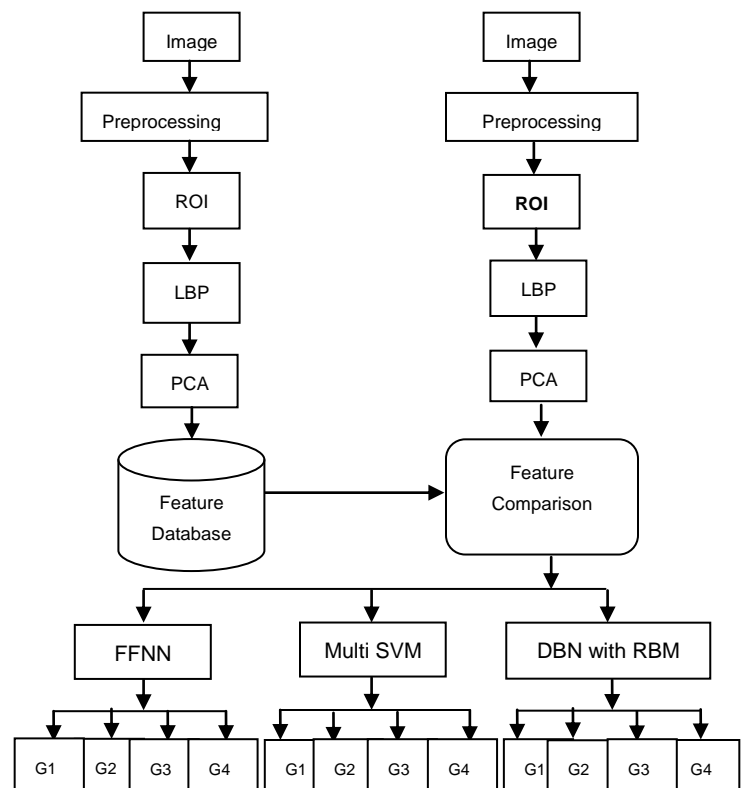 Image
Image
Preprocessing
Preprocessing
ROI
ROI
LBP
LBP
PCA
PCA
Feature
Database
Feature
Comparison
FFNN
Multi SVM
DBN with RBM
G1 G2 G3 G4
G1 G2 G3 G4
G1 G2 G3 G4